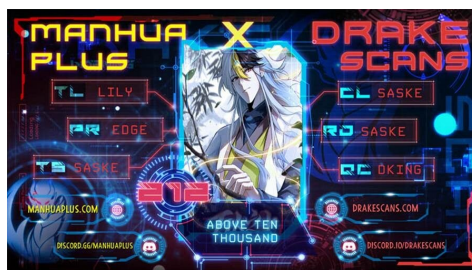 MANHUA
PLUS
X
DRAKE
SCANS
TL LILY
PR EDGE
TS SASKE
CL SASKE
RD SASKE
QC ÖKING
212
MANHUAPLUS.COM
DISCORD.GG/MANHUAPLUS
ABOVE TEN
THOUSAND
DRAKESCANS.COM
DISCORD.IO/DRAKESCANS